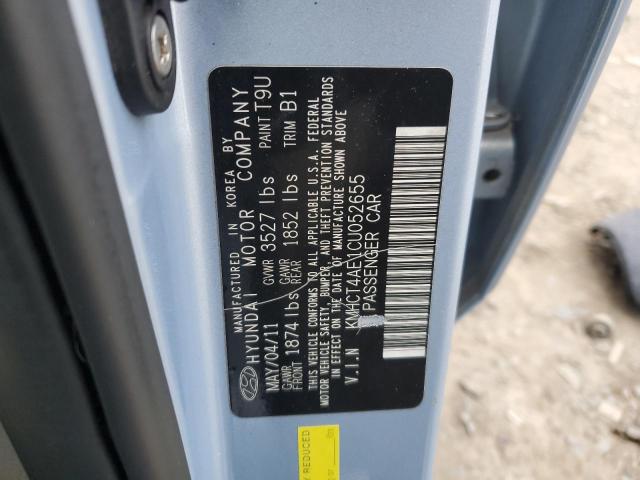 MANUFACTURED IN KOREA BY
HYUNDAI MOTOR COMPANY
MAY/04/11 GVWR 3527 lbs PAINT T9U
GAWR FRONT 1874 lbs GAWR REAR 1852 lbs TRIM B1
THIS VEHICLE CONFORMS TO ALL APPLICABLE U.S.A. FEDERAL
MOTOR VEHICLE SAFETY, BUMPER, AND THEFT PREVENTION STANDARDS
IN EFFECT ON THE DATE OF MANUFACTURE SHOWN ABOVE
V.I.N KMHCT4AE1CU052655
PASSENGER CAR
REDUCED